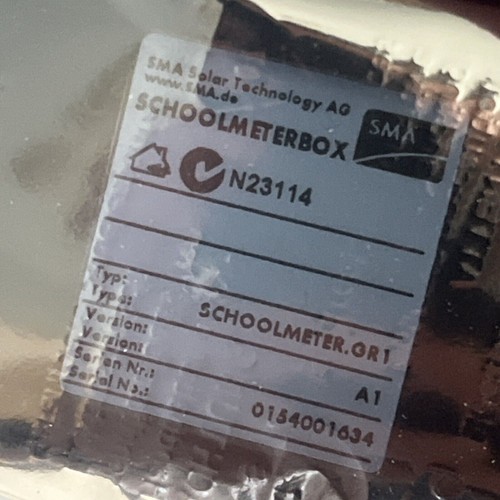 SMA Solar Technology AG
www.SMA.de
SCHOOLMETERBOX
SMA
N23114
Typ:
Type:
SCHOOLMETER.GR1
Version:
Version:
A1
Serien Nr.:
Serial No.:
0154001634